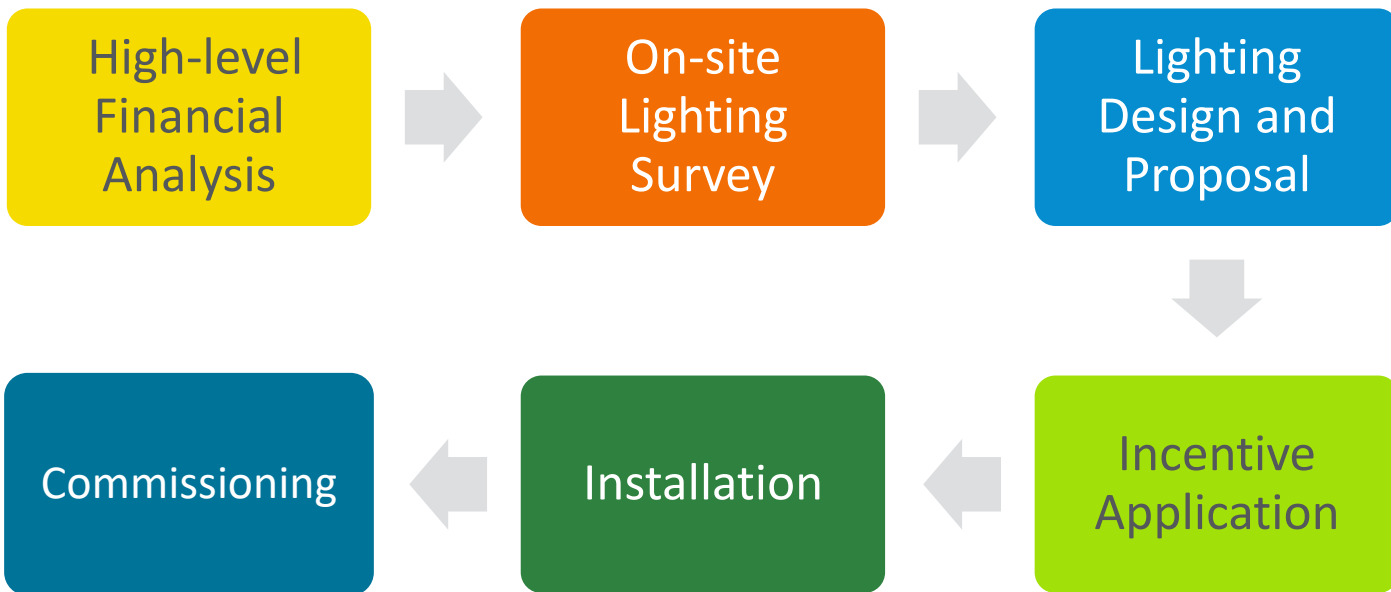 High-level
Financial
Analysis
On-site
Lighting
Survey
Lighting
Design and
Proposal
Incentive
Application
Installation
Commissioning